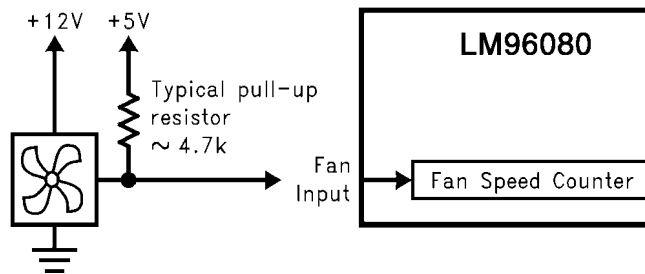 +12V
+5V
LM96080
Typical pull-up
resistor
~ 4.7k
Fan
Input
Fan Speed Counter